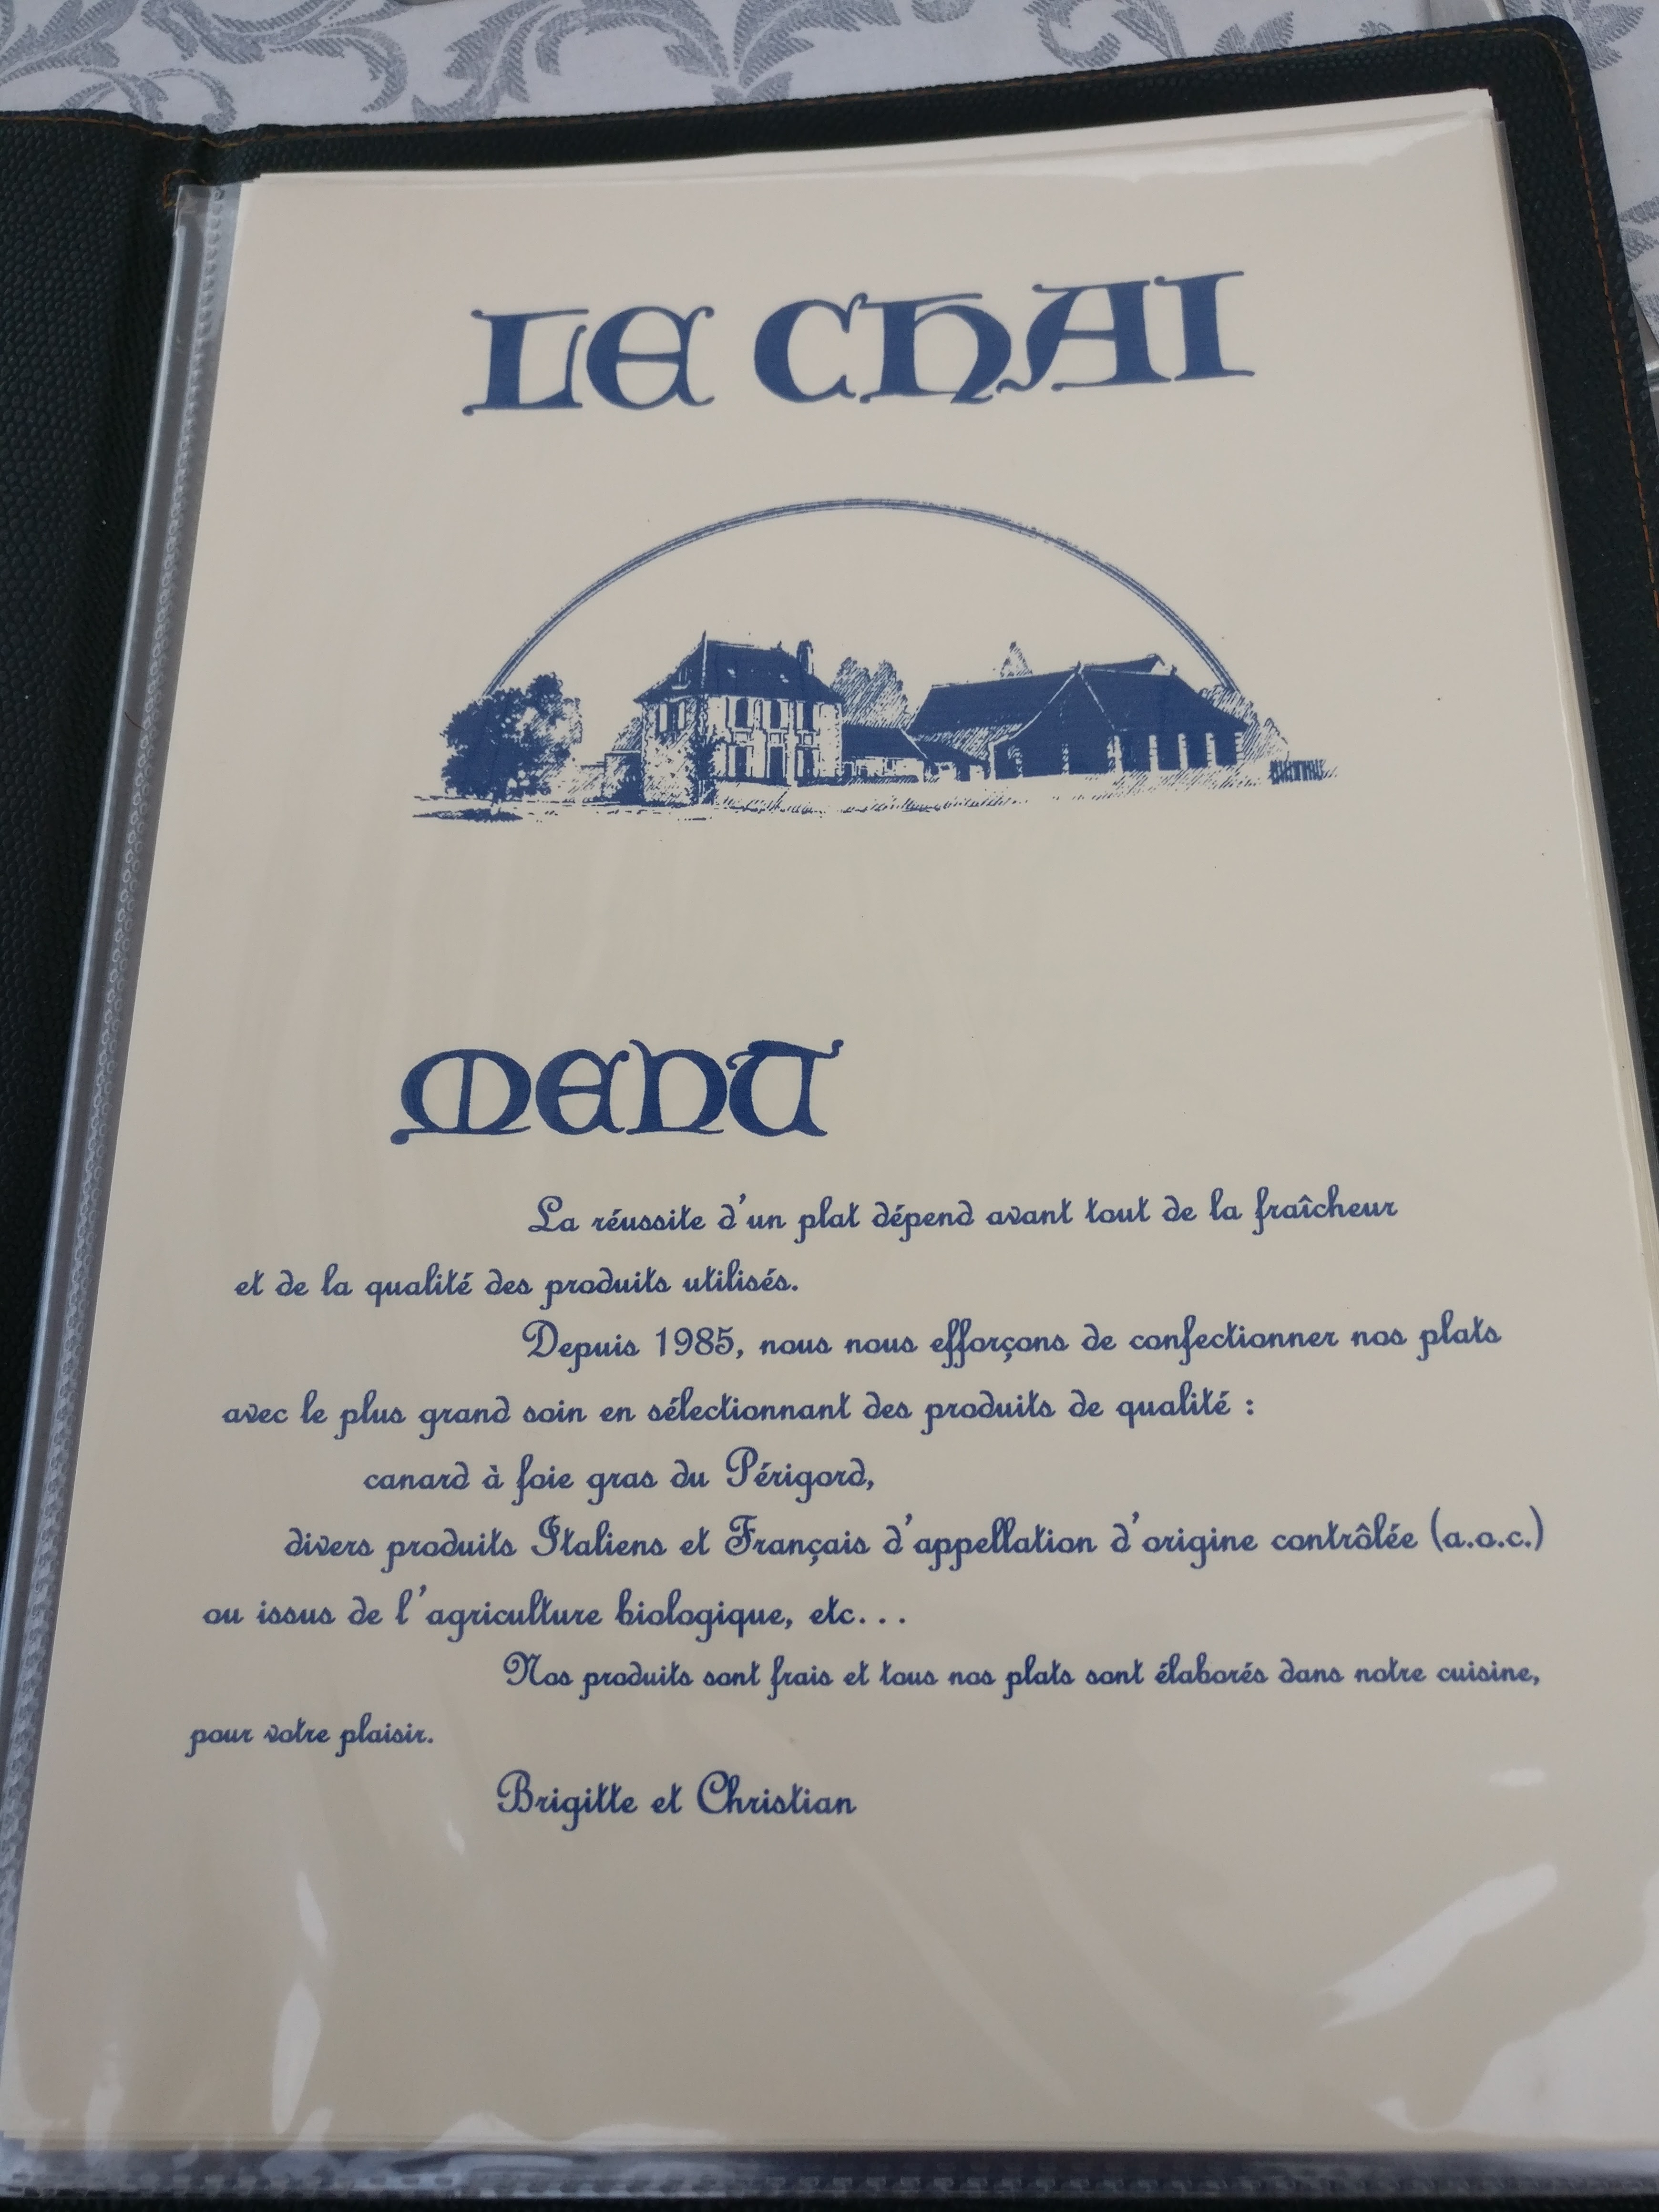 LE CHAI
MENU
La réussite d'un plat dépend avant tout de la fraîcheur
et de la qualité des produits utilisés.
Depuis 1985, nous nous efforçons de confectionner nos plats
avec le plus grand soin en sélectionnant des produits de qualité :
canard à foie gras du Périgord,
divers produits Italiens et Français d'appellation d'origine contrôlée (a.o.c.)
ou issus de l'agriculture biologique, etc...
Nos produits sont frais et tous nos plats sont élaborés dans notre cuisine,
pour votre plaisir.
Brigitte et Christian